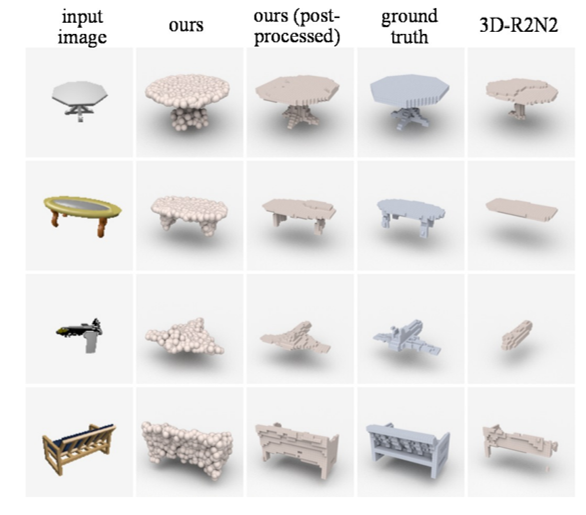 input
image
ours
ours (post-
processed)
ground
truth
3D-R2N2